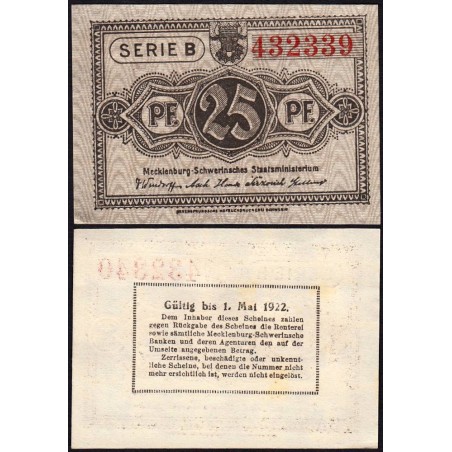 SERIE B
432339
PF. 25 PF.
Mecklenburg-Schwerinsches Staatsministerium
432340
Gültig bis 1. Mai 1922.
Dem Inhaber dieses Scheines zahlen
gegen Rückgabe des Scheines die Renterei
sowie sämtliche Mecklenburg-Schwerinsche
Banken und deren Agenturen den auf der
Umseite angegebenen Betrag.
Zerrissene, beschädigte oder unkennt-
liche Scheine, bei denen die Nummer nicht
mehr ersichtlich ist, werden nicht eingelöst.